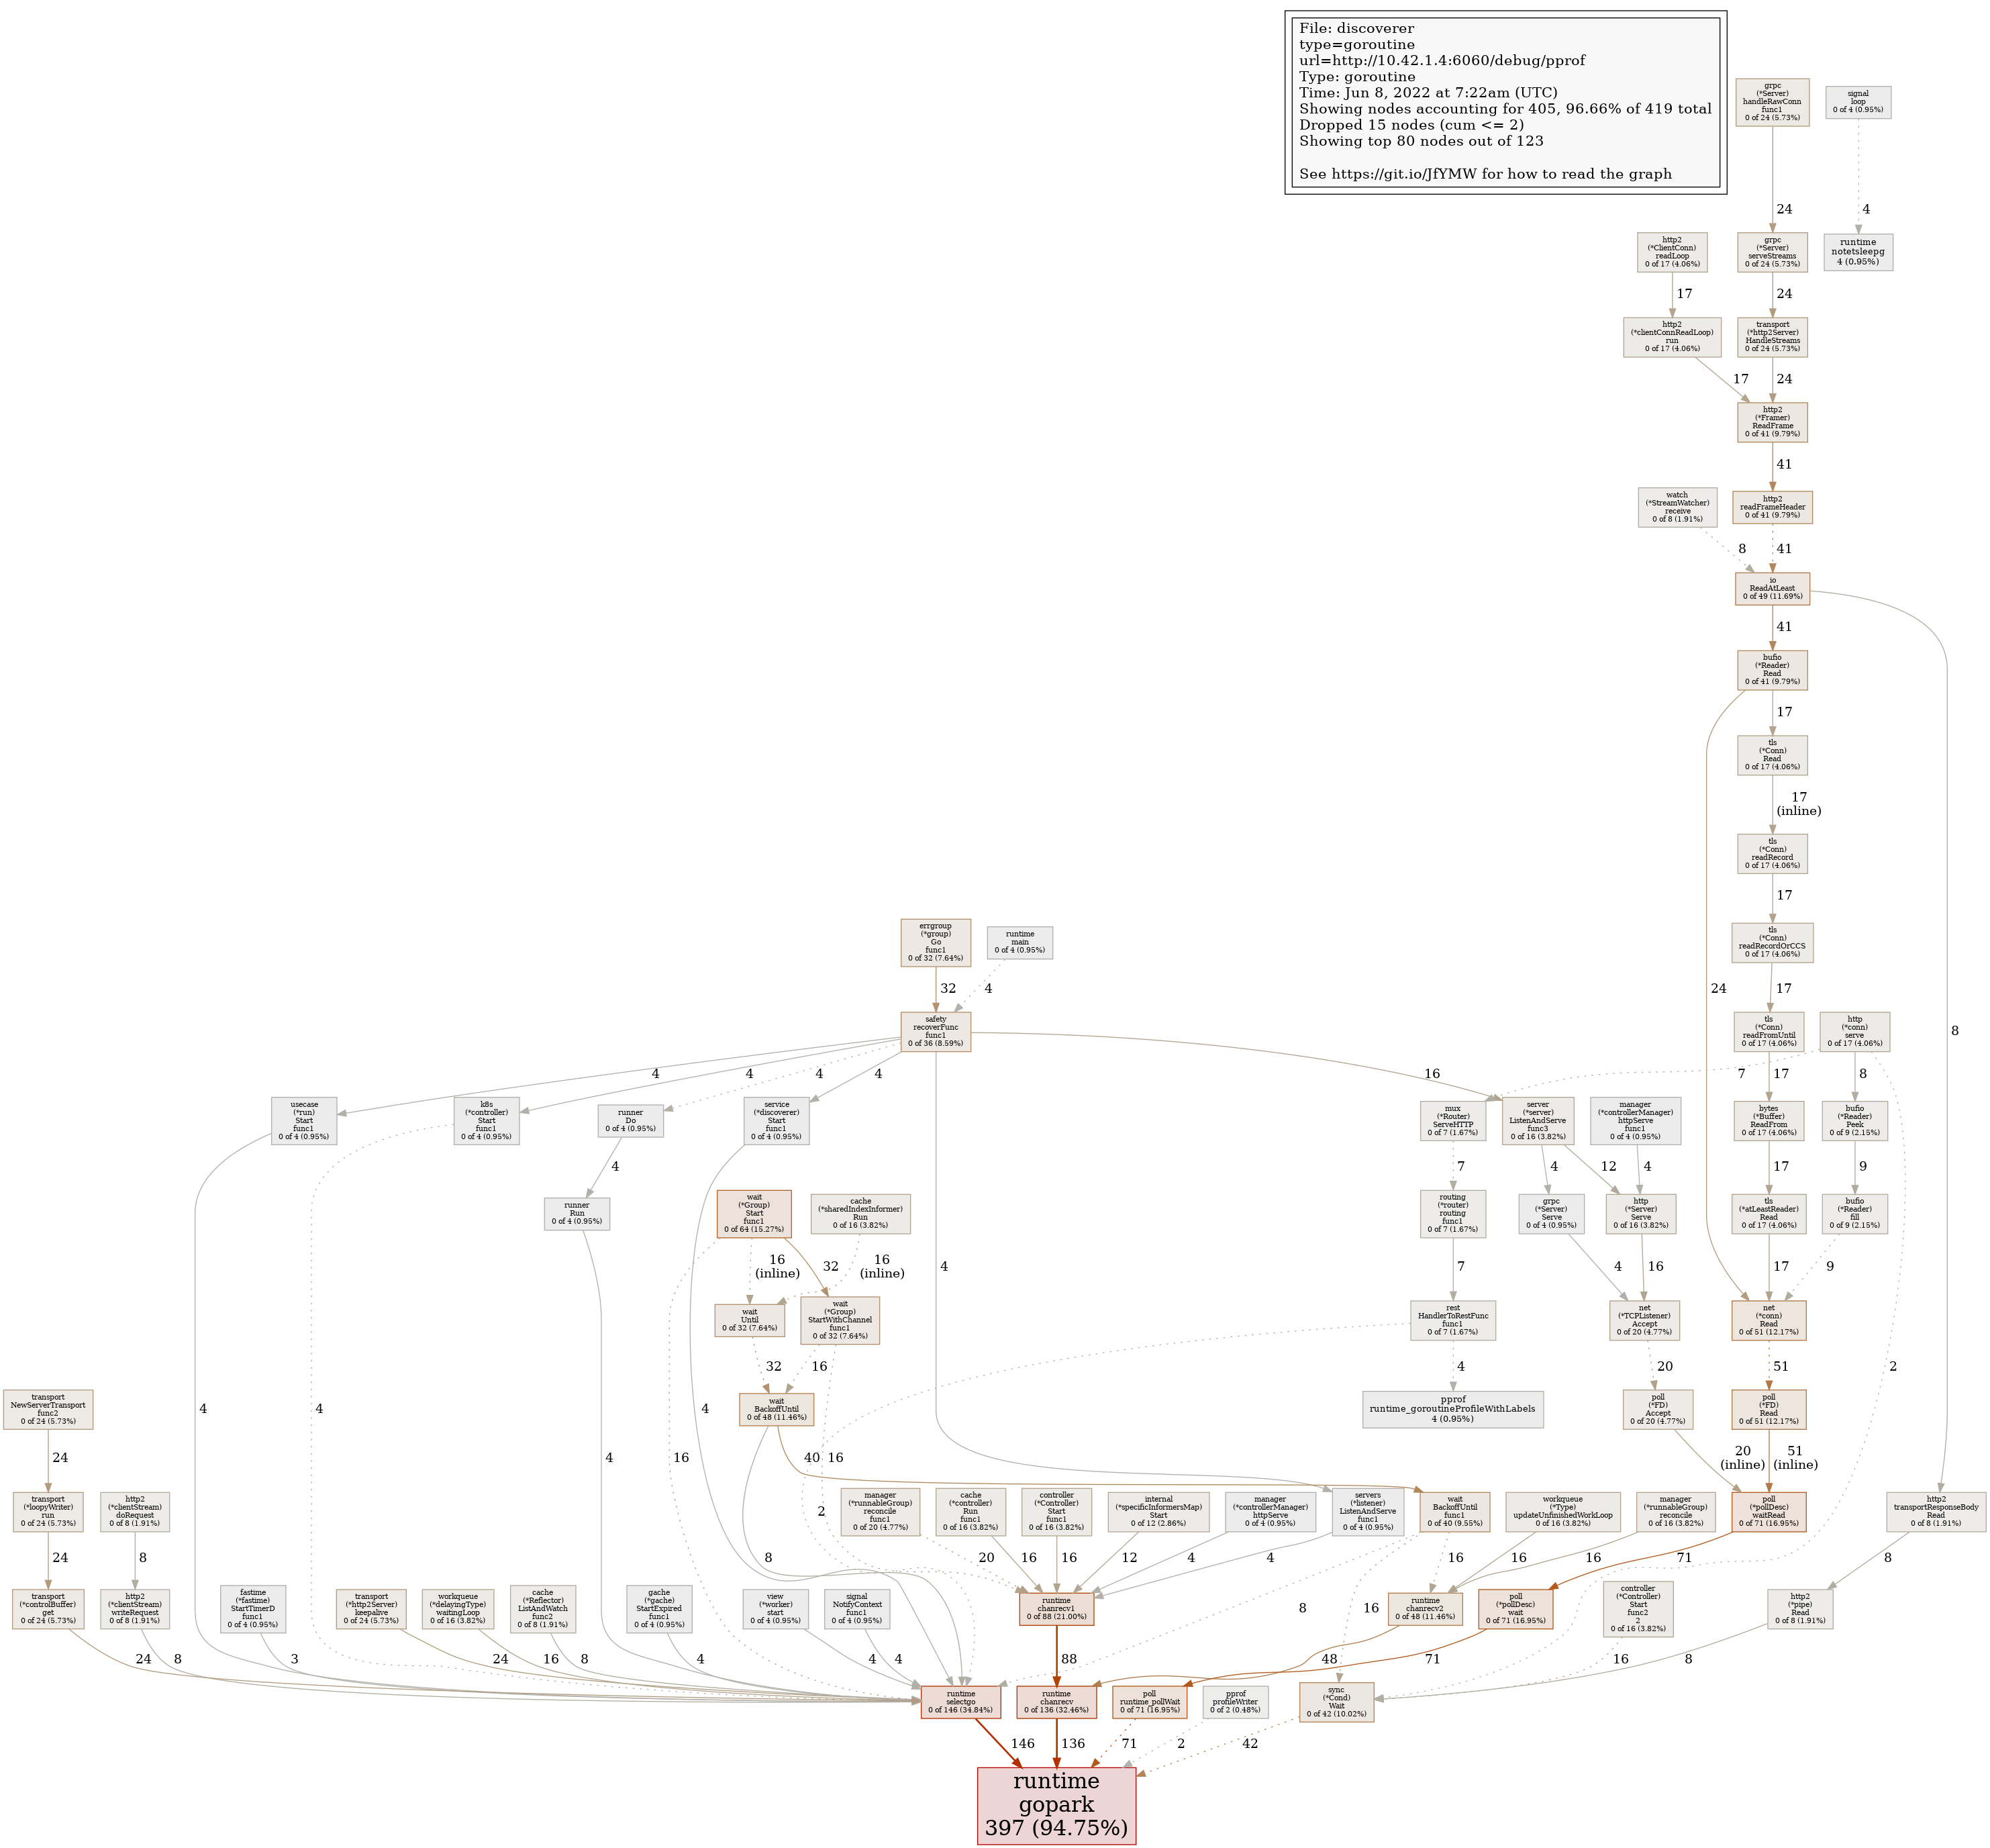 File: discoverer
type=goroutine
url=http://10.42.1.4:6060/debug/pprof
Type: goroutine
Time: Jun 8, 2022 at 7:22am (UTC)
Showing nodes accounting for 405, 96.66% of 419 total
Dropped 15 nodes (cum <= 2)
Showing top 80 nodes out of 123
See https://git.io/JfYMW for how to read the graph
grpc
(*Server)
handleRawConn
func1
0 of 24 (5.73%)
signal
loop
0 of 4 (0.95%)
24
4
http2
(*ClientConn)
readLoop
0 of 17 (4.06%)
grpc
(*Server)
serveStreams
0 of 24 (5.73%)
runtime
notetsleepg
4 (0.95%)
17
24
http2
(*clientConnReadLoop)
run
0 of 17 (4.06%)
transport
(*http2Server)
HandleStreams
0 of 24 (5.73%)
17
24
http2
(*Framer)
ReadFrame
0 of 41 (9.79%)
41
watch
(*StreamWatcher)
receive
0 of 8 (1.91%)
http2
readFrameHeader
0 of 41 (9.79%)
8
41
io
ReadAtLeast
0 of 49 (11.69%)
41
bufio
(*Reader)
Read
0 of 41 (9.79%)
17
tls
(*Conn)
Read
0 of 17 (4.06%)
17
(inline)
tls
(*Conn)
readRecord
0 of 17 (4.06%)
17
errgroup
(*group)
Go
func1
0 of 32 (7.64%)
runtime
main
0 of 4 (0.95%)
tls
(*Conn)
readRecordOrCCS
0 of 17 (4.06%)
32
4
24
17
safety
recoverFunc
func1
0 of 36 (8.59%)
tls
(*Conn)
readFromUntil
0 of 17 (4.06%)
http
(*conn)
serve
0 of 17 (4.06%)
8
4
4
4
4
16
7
17
8
usecase
(*run)
Start
func1
0 of 4 (0.95%)
k8s
(*controller)
Start
func1
0 of 4 (0.95%)
runner
Do
0 of 4 (0.95%)
service
(*discoverer)
Start
func1
0 of 4 (0.95%)
mux
(*Router)
ServeHTTP
0 of 7 (1.67%)
server
(*server)
ListenAndServe
func3
0 of 16 (3.82%)
manager
(*controllerManager)
httpServe
func1
0 of 4 (0.95%)
bytes
(*Buffer)
ReadFrom
0 of 17 (4.06%)
bufio
(*Reader)
Peek
0 of 9 (2.15%)
4
7
4
12
4
17
9
runner
Run
0 of 4 (0.95%)
wait
(*Group)
Start
func1
0 of 64 (15.27%)
cache
(*sharedIndexInformer)
Run
0 of 16 (3.82%)
routing
(*router)
routing
func1
0 of 7 (1.67%)
grpc
(*Server)
Serve
0 of 4 (0.95%)
http
(*Server)
Serve
0 of 16 (3.82%)
tls
(*atLeastReader)
Read
0 of 17 (4.06%)
bufio
(*Reader)
fill
0 of 9 (2.15%)
16
(inline)
32
16
(inline)
4
7
4
16
17
9
wait
Until
0 of 32 (7.64%)
wait
(*Group)
StartWithChannel
func1
0 of 32 (7.64%)
rest
HandlerToRestFunc
func1
0 of 7 (1.67%)
net
(*TCPListener)
Accept
0 of 20 (4.77%)
net
(*conn)
Read
0 of 51 (12.17%)
32
16
4
20
51
2
transport
NewServerTransport
func2
0 of 24 (5.73%)
wait
BackoffUntil
0 of 48 (11.46%)
pprof
runtime_goroutineProfileWithLabels
4 (0.95%)
poll
(*FD)
Accept
0 of 20 (4.77%)
poll
(*FD)
Read
0 of 51 (12.17%)
24
4
4
4
16
4
40
16
20
(inline)
51
(inline)
transport
(*loopyWriter)
run
0 of 24 (5.73%)
http2
(*clientStream)
doRequest
0 of 8 (1.91%)
manager
(*runnableGroup)
reconcile
func1
0 of 20 (4.77%)
cache
(*controller)
Run
func1
0 of 16 (3.82%)
controller
(*Controller)
Start
func1
0 of 16 (3.82%)
internal
(*specificInformersMap)
Start
0 of 12 (2.86%)
manager
(*controllerManager)
httpServe
0 of 4 (0.95%)
servers
(*listener)
ListenAndServe
func1
0 of 4 (0.95%)
wait
BackoffUntil
func1
0 of 40 (9.55%)
workqueue
(*Type)
updateUnfinishedWorkLoop
0 of 16 (3.82%)
manager
(*runnableGroup)
reconcile
0 of 16 (3.82%)
poll
(*pollDesc)
waitRead
0 of 71 (16.95%)
http2
transportResponseBody
Read
0 of 8 (1.91%)
2
24
8
8
20
16
16
12
4
4
16
16
16
71
8
transport
(*controlBuffer)
get
0 of 24 (5.73%)
http2
(*clientStream)
writeRequest
0 of 8 (1.91%)
fastime
(*fastime)
StartTimerD
func1
0 of 4 (0.95%)
transport
(*http2Server)
keepalive
0 of 24 (5.73%)
workqueue
(*delayingType)
waitingLoop
0 of 16 (3.82%)
cache
(*Reflector)
ListAndWatch
func2
0 of 8 (1.91%)
gache
(*gache)
StartExpired
func1
0 of 4 (0.95%)
view
(*worker)
start
0 of 4 (0.95%)
signal
NotifyContext
func1
0 of 4 (0.95%)
runtime
chanrecv1
0 of 88 (21.00%)
runtime
chanrecv2
0 of 48 (11.46%)
poll
(*pollDesc)
wait
0 of 71 (16.95%)
controller
(*Controller)
Start
func2
2
0 of 16 (3.82%)
http2
(*pipe)
Read
0 of 8 (1.91%)
8
16
24
8
3
24
16
8
4
4
4
88
48
71
16
8
runtime
selectgo
0 of 146 (34.84%)
runtime
chanrecv
0 of 136 (32.46%)
poll
runtime_pollWait
0 of 71 (16.95%)
pprof
profileWriter
0 of 2 (0.48%)
sync
(*Cond)
Wait
0 of 42 (10.02%)
146
136
71
2
42
runtime
gopark
397 (94.75%)